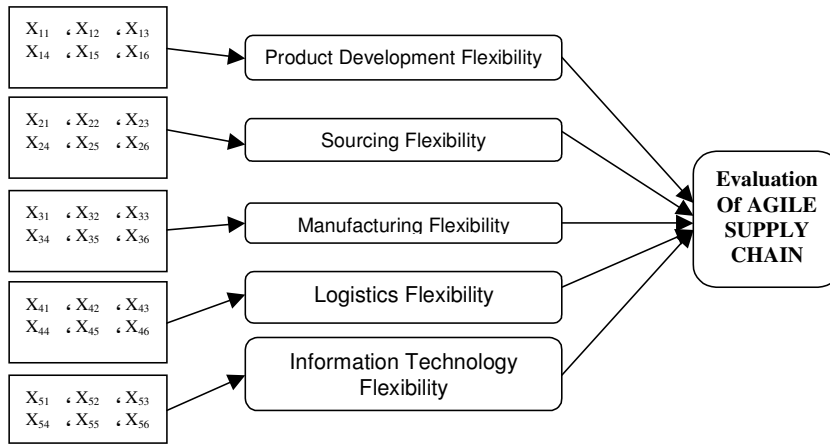 X₁₁ ، X₁₂ ، X₁₃
X₁₄ ، X₁₅ ، X₁₆
Product Development Flexibility
X₂₁ ، X₂₂ ، X₂₃
X₂₄ ، X₂₅ ، X₂₆
Sourcing Flexibility
X₃₁ ، X₃₂ ، X₃₃
X₃₄ ، X₃₅ ، X₃₆
Manufacturing Flexibility
X₄₁ ، X₄₂ ، X₄₃
X₄₄ ، X₄₅ ، X₄₆
Logistics Flexibility
X₅₁ ، X₅₂ ، X₅₃
X₅₄ ، X₅₅ ، X₅₆
Information Technology
Flexibility
Evaluation
Of AGILE
SUPPLY
CHAIN